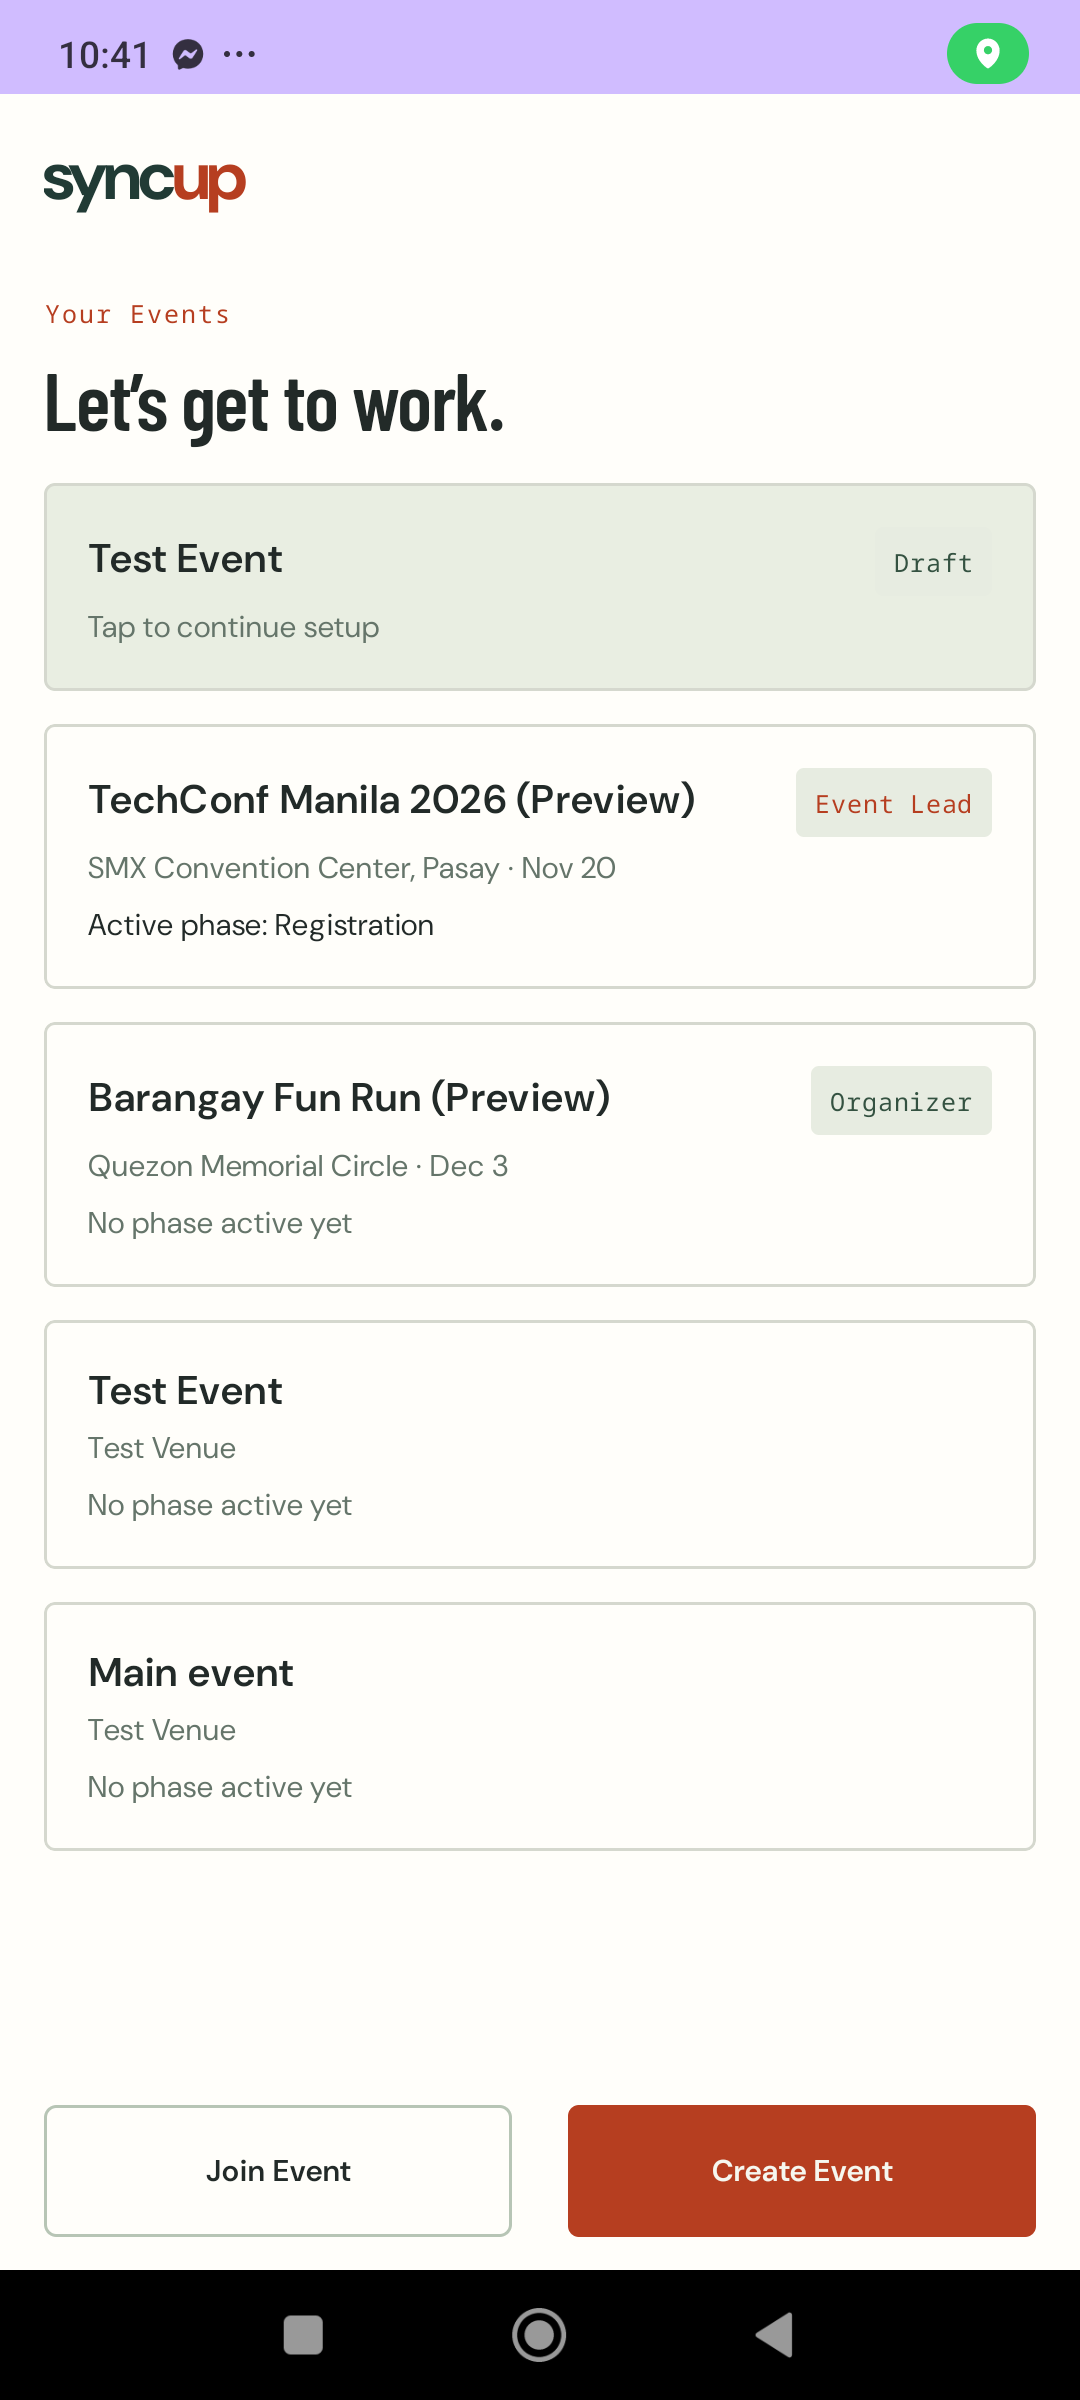 10:41
syncup
Your Events
Let’s get to work.
Test Event
Draft
Tap to continue setup
TechConf Manila 2026 (Preview)
Event Lead
SMX Convention Center, Pasay · Nov 20
Active phase: Registration
Barangay Fun Run (Preview)
Organizer
Quezon Memorial Circle · Dec 3
No phase active yet
Test Event
Test Venue
No phase active yet
Main event
Test Venue
No phase active yet
Join Event
Create Event